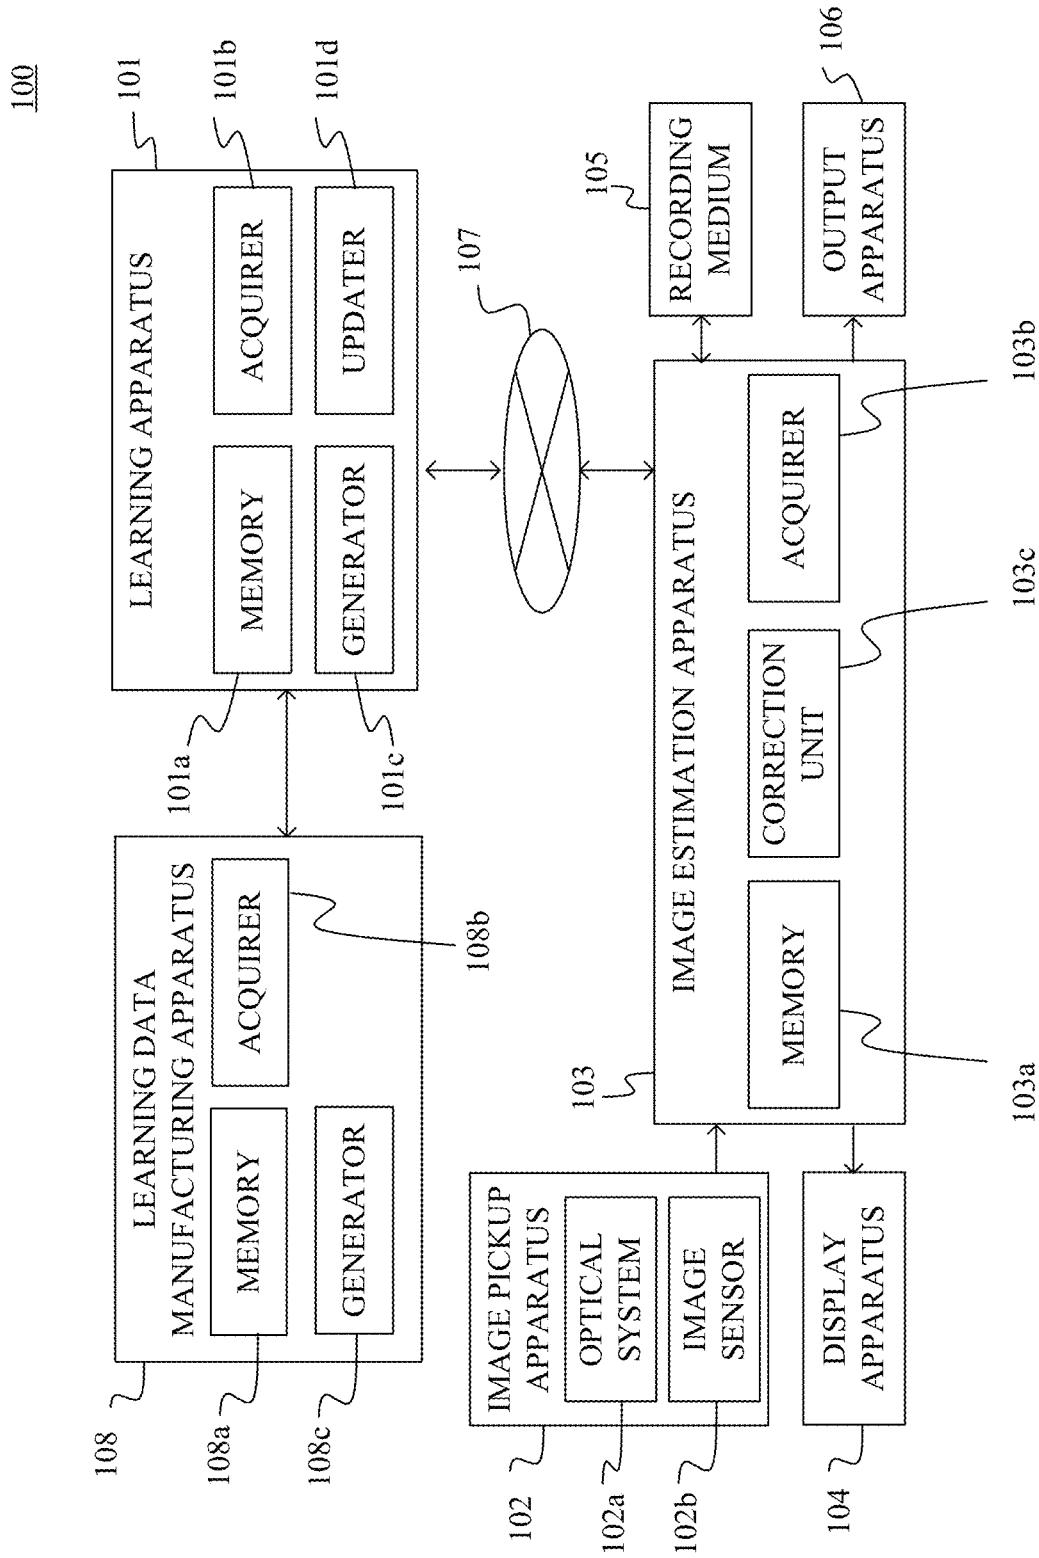 100
108
LEARNING DATA
MANUFACTURING APPARATUS
108a
MEMORY
ACQUIRER
108b
108c
GENERATOR
101
LEARNING APPARATUS
101a
MEMORY
ACQUIRER
101b
101c
GENERATOR
UPDATER
101d
107
102
IMAGE PICKUP
APPARATUS
102a
OPTICAL
SYSTEM
102b
IMAGE
SENSOR
103
IMAGE ESTIMATION APPARATUS
MEMORY
103a
CORRECTION
UNIT
103c
ACQUIRER
103b
105
RECORDING
MEDIUM
104
DISPLAY
APPARATUS
OUTPUT
APPARATUS
106